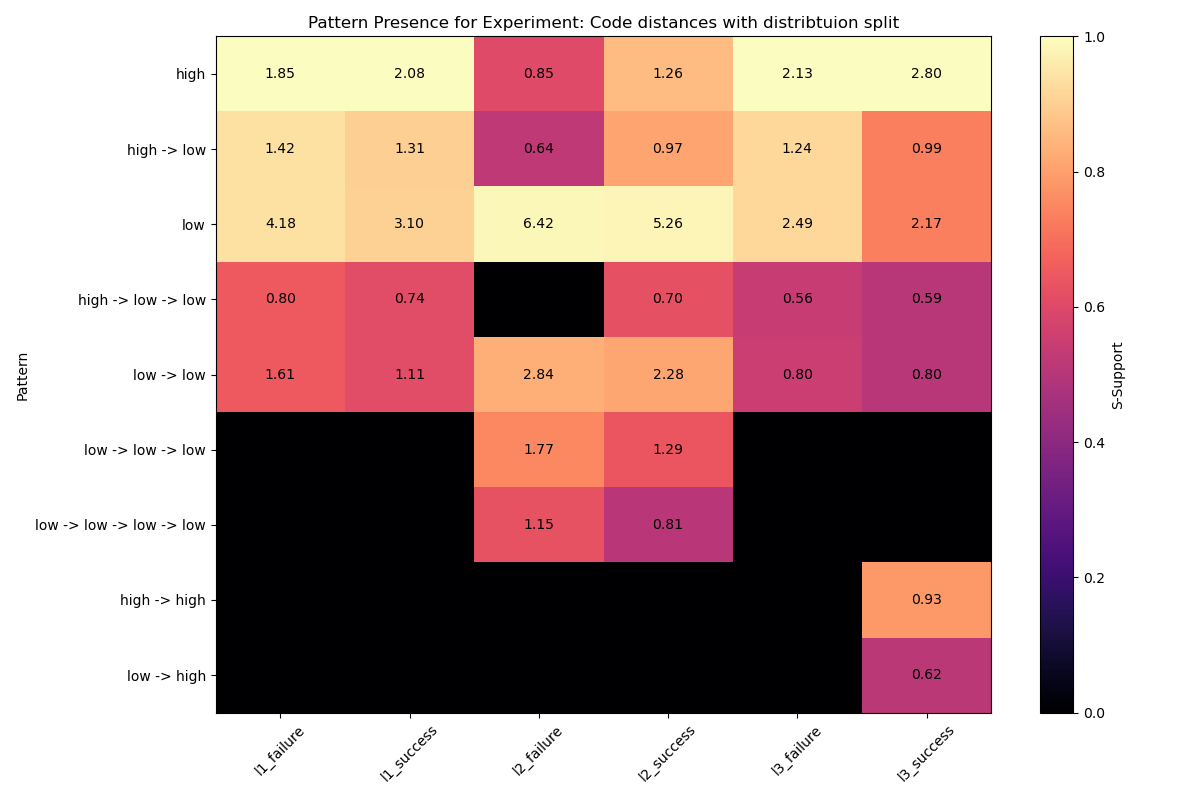 Pattern Presence for Experiment: Code distances with distribtuion split
high 1.85 2.08 0.85 1.26 2.13 2.80
high -> low 1.42 1.31 0.64 0.97 1.24 0.99
low 4.18 3.10 6.42 5.26 2.49 2.17
high -> low -> low 0.80 0.74 0.70 0.56 0.59
low -> low 1.61 1.11 2.84 2.28 0.80 0.80
low -> low -> low 1.77 1.29
low -> low -> low -> low 1.15 0.81
high -> high 0.93
low -> high 0.62
Pattern
l1_failure l1_success l2_failure l2_success l3_failure l3_success
1.0
0.8
0.6
0.4
0.2
0.0
S-Support